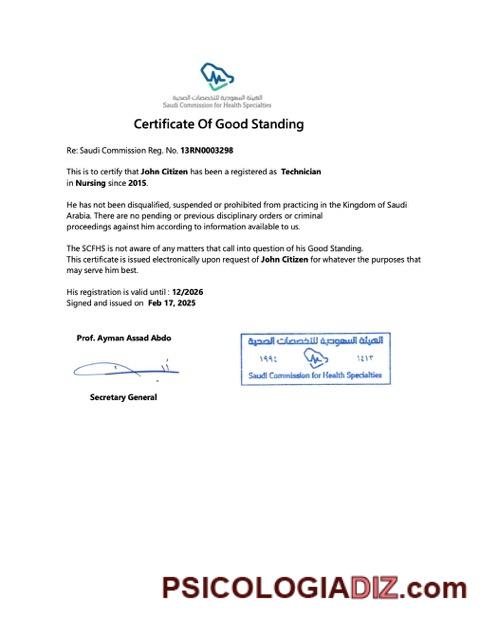 الهيئة السعودية للتخصصات الصحية
Saudi Commission for Health Specialties
Certificate Of Good Standing
Re: Saudi Commission Reg. No. 13RN0003298
This is to certify that John Citizen has been a registered as Technician
in Nursing since 2015.
He has not been disqualified, suspended or prohibited from practicing in the Kingdom of Saudi
Arabia. There are no pending or previous disciplinary orders or criminal
proceedings against him according to information available to us.
The SCFHS is not aware of any matters that call into question of his Good Standing.
This certificate is issued electronically upon request of John Citizen for whatever the purposes that
may serve him best.
His registration is valid until : 12/2026
Signed and issued on Feb 17, 2025
Prof. Ayman Assad Abdo
Secretary General
الهيئة السعودية للتخصصات الصحية
١٩٩٤ ١٤١٣
Saudi Commission for Health Specialties
PSICOLOGIADIZ.com